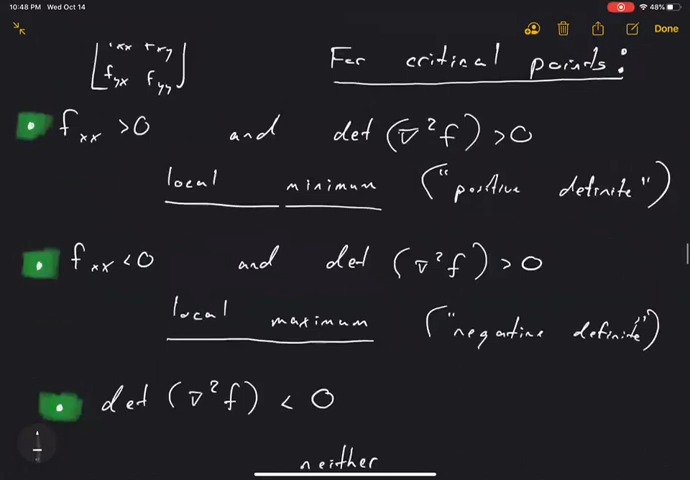 10:48 PM Wed Oct 14
49%
Done
For critical points:
f_yx f_yy
f_xx >0 and det (∇²f) >0
local minimum ("positive definite")
f_xx <0 and det (∇²f) >0
local maximum ("negative definite")
det (∇²f) < 0
neither